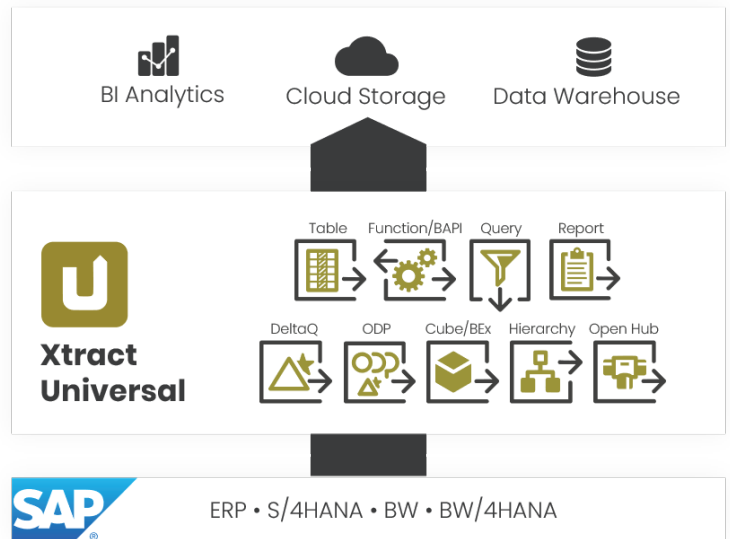 BI Analytics
Cloud Storage
Data Warehouse
Table
Function/BAPI
Query
Report
Xtract
Universal
DeltaQ
ODP
Cube/BEx
Hierarchy
Open Hub
ODP
SAP
®
ERP • S/4HANA • BW • BW/4HANA